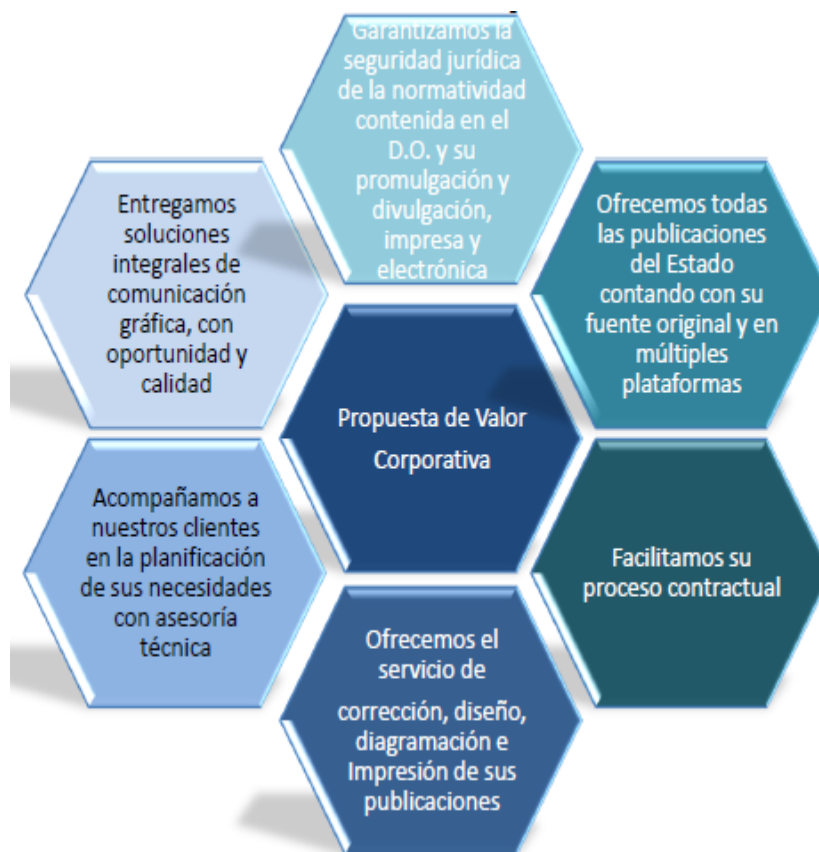 Garantizamos la
seguridad jurídica
de la normatividad
contenida en el
D.O. y su
promulgación y
divulgación,
impresa y
electrónica
Entregamos
soluciones
integrales de
comunicación
gráfica, con
oportunidad y
calidad
Ofrecemos todas
las publicaciones
del Estado
contando con su
fuente original y en
múltiples
plataformas
Propuesta de Valor
Corporativa
Acompañamos a
nuestros clientes
en la planificación
de sus necesidades
con asesoría
técnica
Facilitamos su
proceso contractual
Ofrecemos el
servicio de
corrección, diseño,
diagramación e
Impresión de sus
publicaciones